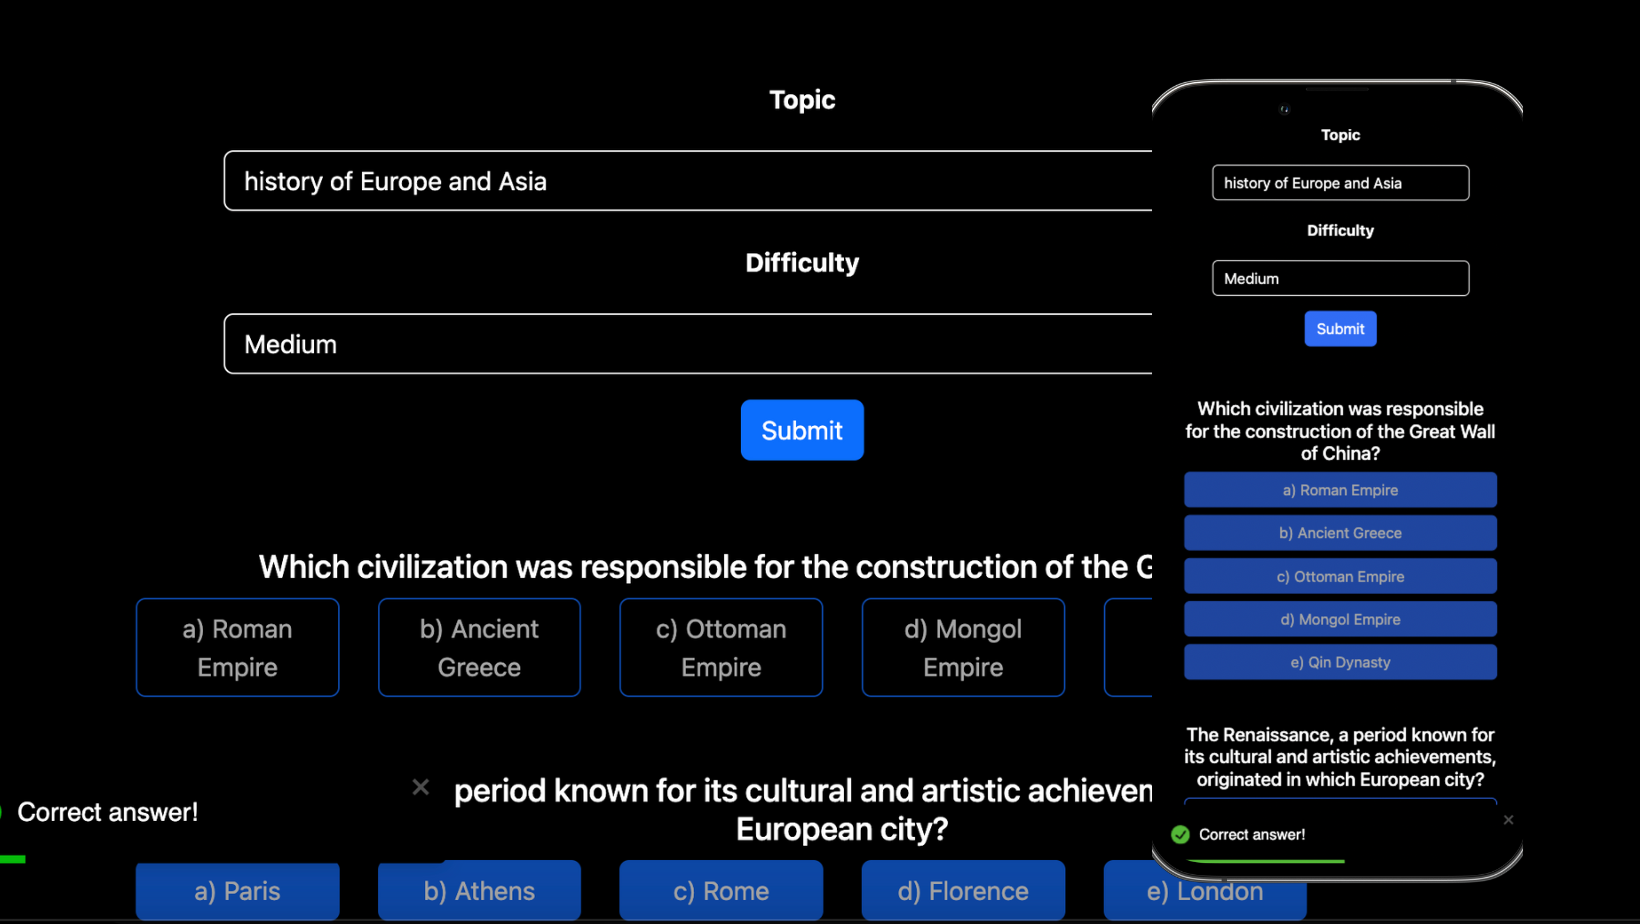 Topic
history of Europe and Asia
Difficulty
Medium
Submit
Which civilization was responsible for the construction of the G
a) Roman
Empire
b) Ancient
Greece
c) Ottoman
Empire
d) Mongol
Empire
period known for its cultural and artistic achieven
European city?
Correct answer!
a) Paris
b) Athens
c) Rome
d) Florence
e) London
Topic
history of Europe and Asia
Difficulty
Medium
Submit
Which civilization was responsible
for the construction of the Great Wall
of China?
a) Roman Empire
b) Ancient Greece
c) Ottoman Empire
d) Mongol Empire
e) Qin Dynasty
The Renaissance, a period known for
its cultural and artistic achievements,
originated in which European city?
Correct answer!